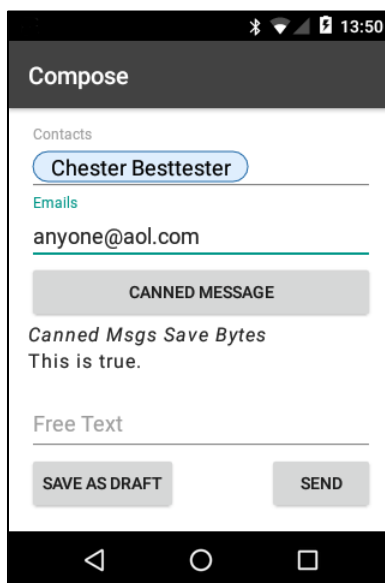 13:50
Compose
Contacts
Chester Besttester
Emails
anyone@aol.com
CANNED MESSAGE
Canned Msgs Save Bytes
This is true.
Free Text
SAVE AS DRAFT SEND